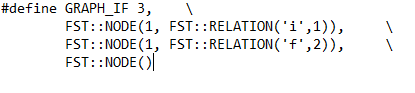 #define GRAPH_IF 3, \
FST::NODE(1, FST::RELATION('i',1)), \
FST::NODE(1, FST::RELATION('f',2)), \
FST::NODE()